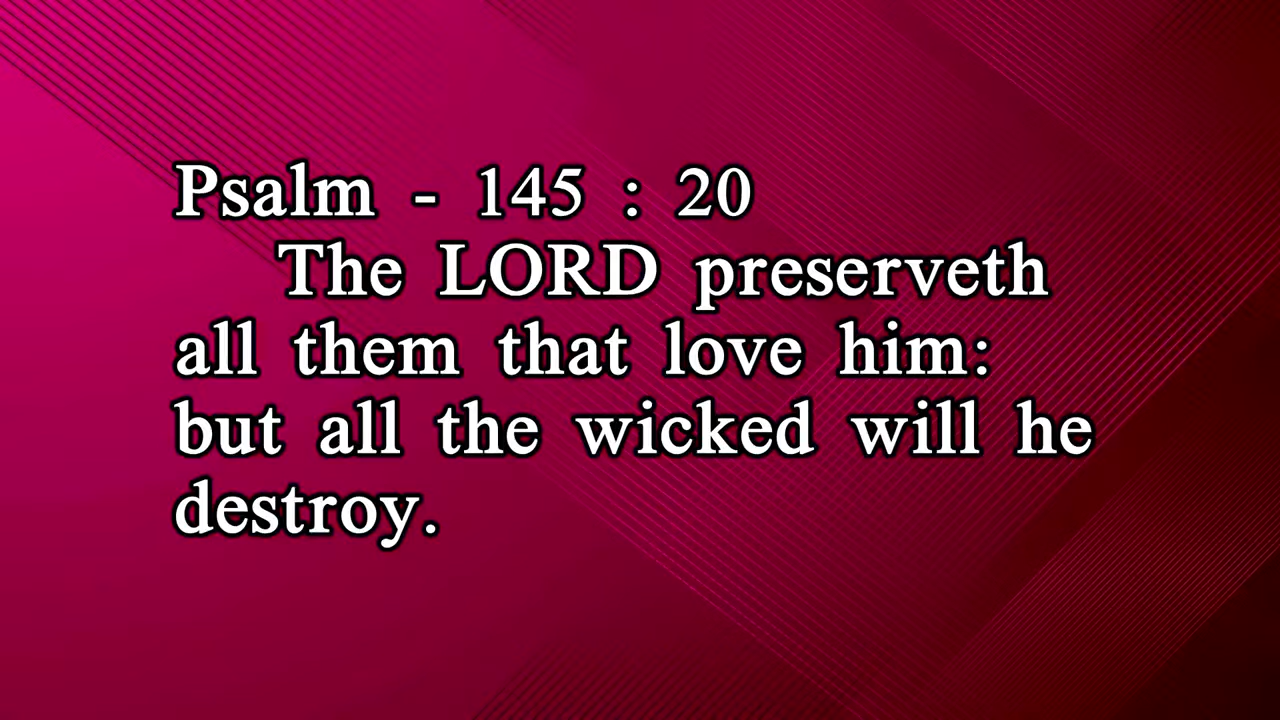 Psalm - 145 : 20
The LORD preserveth
all them that love him:
but all the wicked will he
destroy.